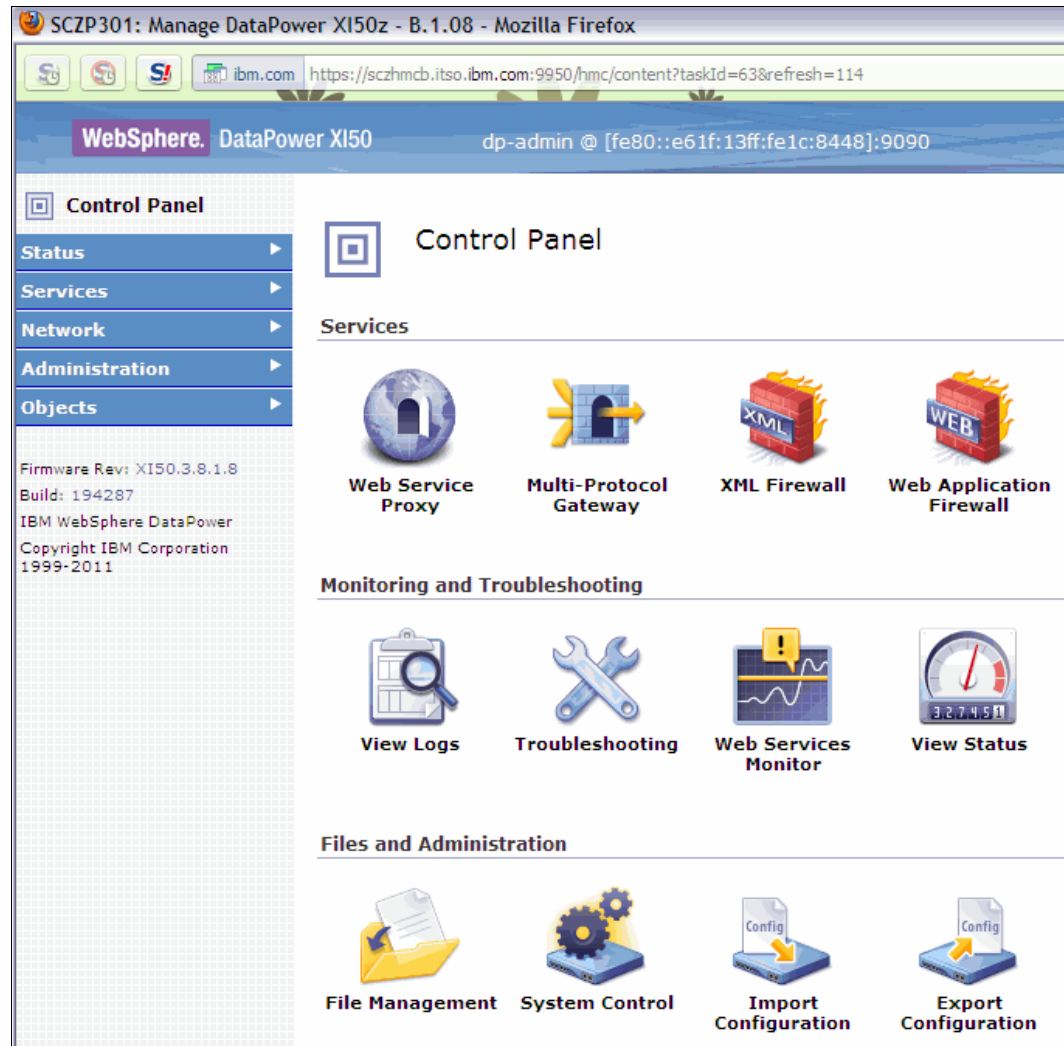 SCZP301: Manage DataPower XI50z - B.1.08 - Mozilla Firefox
ibm.com https://sczhmcb.itso.ibm.com:9950/hmc/content?taskId=63&refresh=114
WebSphere. DataPower XI50 dp-admin @ [fe80::e61f:13ff:fe1c:8448]:9090
Control Panel
Status
Services
Network
Administration
Objects
Firmware Rev: XI50.3.8.1.8
Build: 194287
IBM WebSphere DataPower
Copyright IBM Corporation
1999-2011
Control Panel
Services
XML
WEB
Web Service
Proxy
Multi-Protocol
Gateway
XML Firewall
Web Application
Firewall
Monitoring and Troubleshooting
!
327451
View Logs
Troubleshooting
Web Services
Monitor
View Status
Files and Administration
Config
Config
File Management
System Control
Import
Configuration
Export
Configuration